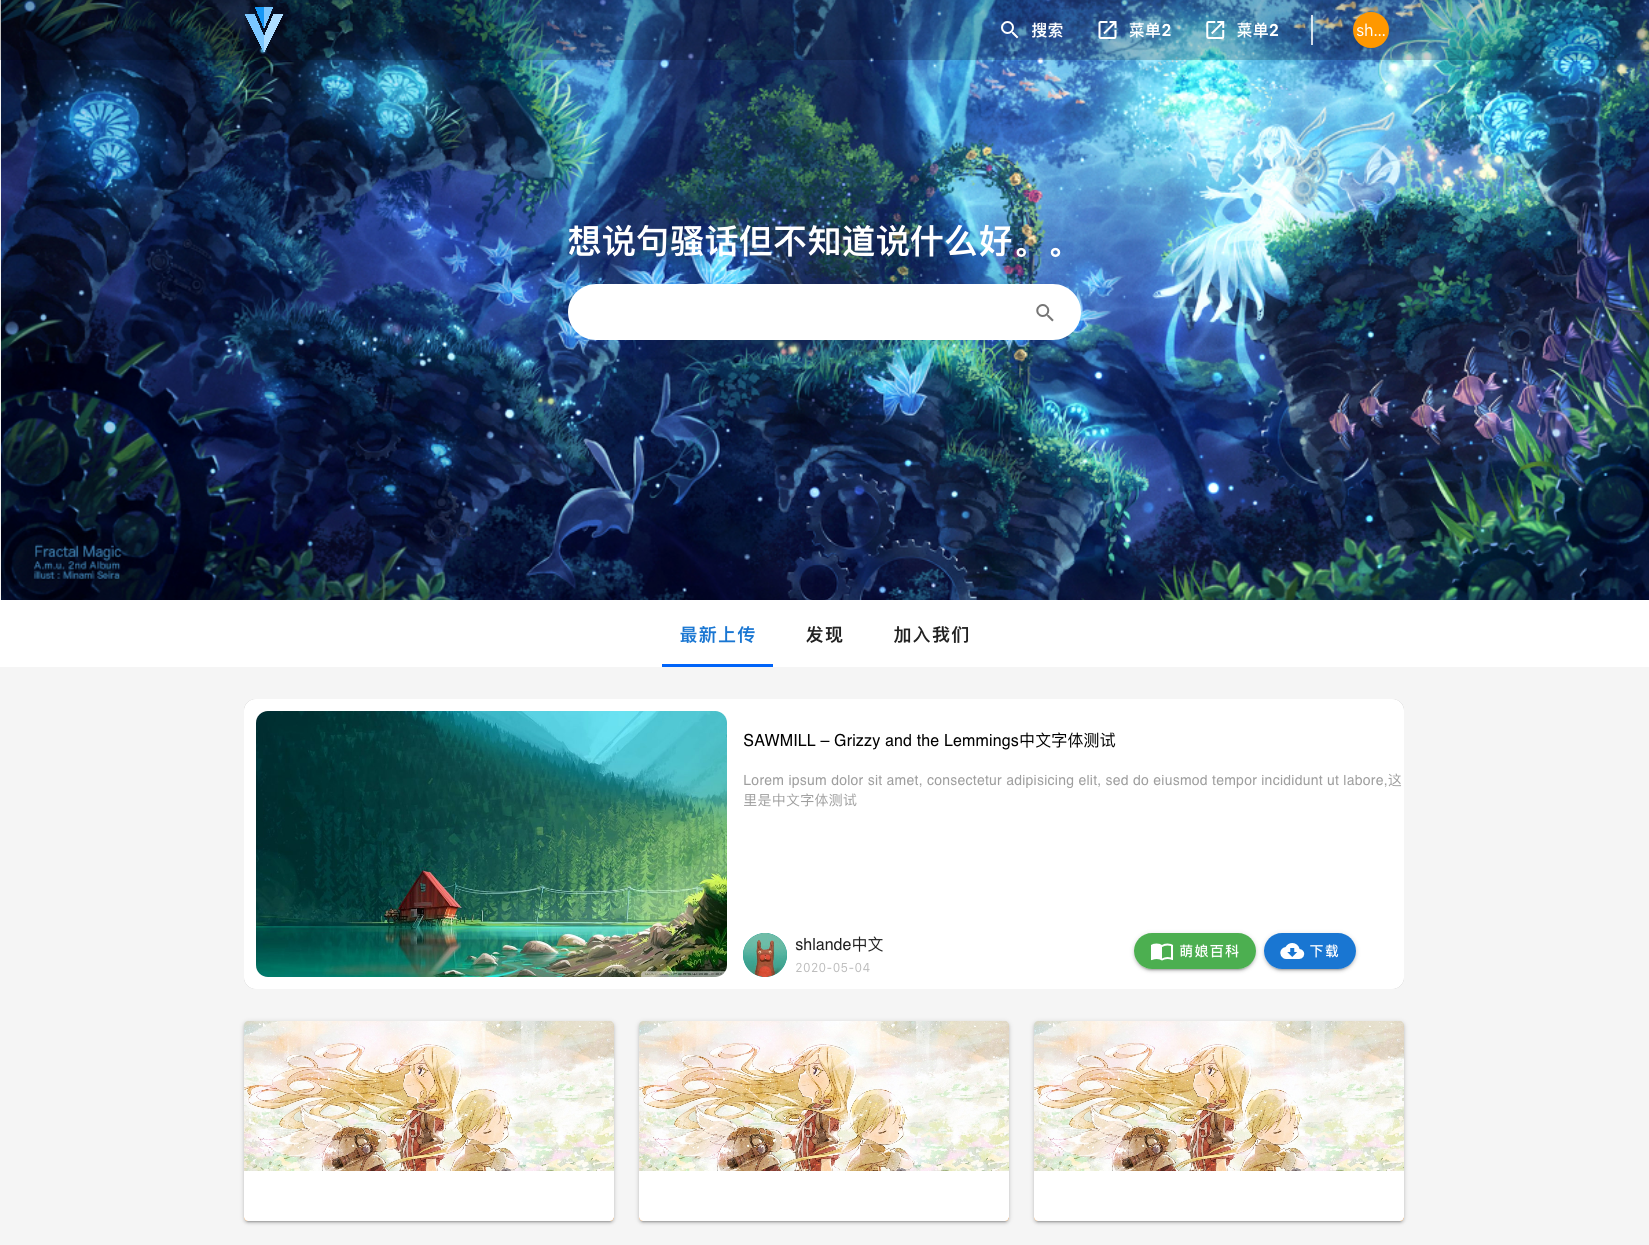 搜索
菜单2
菜单2
sh...
想说句骚话但不知道说什么好。。
Fractal Magic
A.m.u. 2nd Album
illust : Minami Seira
最新上传
发现
加入我们
SAWMILL – Grizzy and the Lemmings中文字体测试
Lorem ipsum dolor sit amet, consectetur adipisicing elit, sed do eiusmod tempor incididunt ut labore,这
里是中文字体测试
shlande中文
2020-05-04
萌娘百科
下载